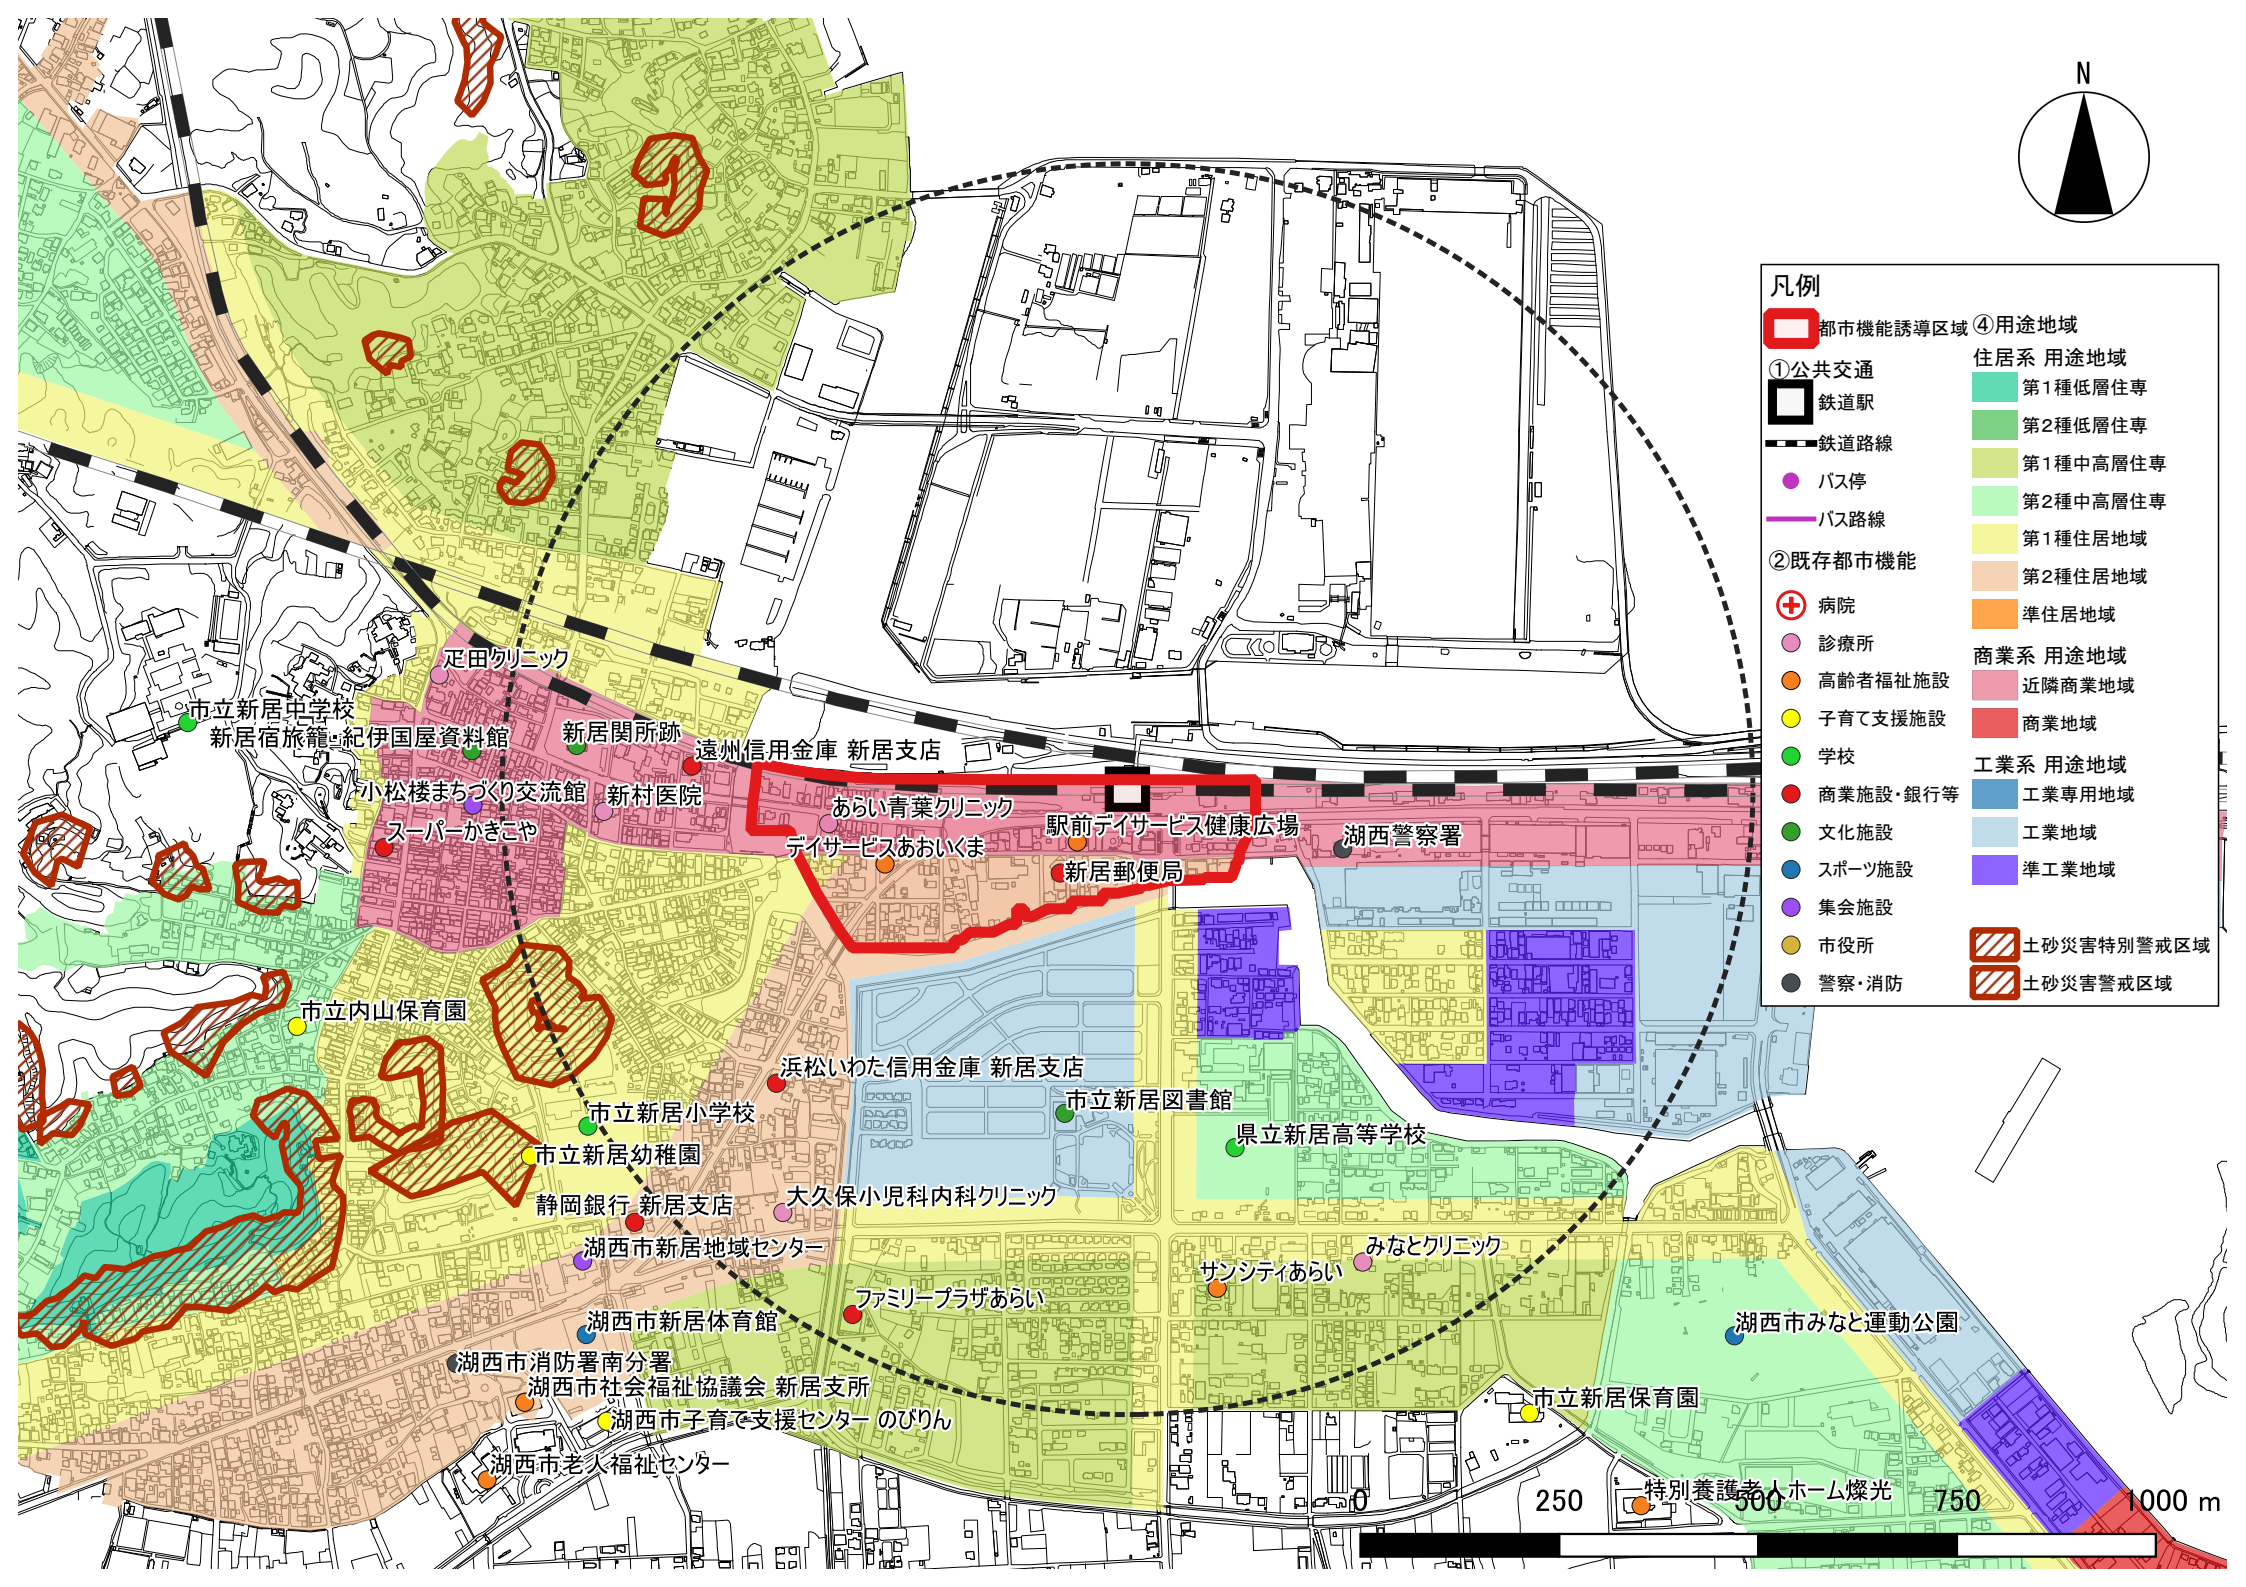 N
凡例
都市機能誘導区域
①公共交通
鉄道駅
鉄道路線
バス停
バス路線
②既存都市機能
病院
診療所
高齢者福祉施設
子育て支援施設
学校
商業施設・銀行等
文化施設
スポーツ施設
集会施設
市役所
警察・消防
④用途地域
住居系 用途地域
第1種低層住専
第2種低層住専
第1種中高層住専
第2種中高層住専
第1種住居地域
第2種住居地域
準住居地域
商業系 用途地域
近隣商業地域
商業地域
工業系 用途地域
工業専用地域
工業地域
準工業地域
土砂災害特別警戒区域
土砂災害警戒区域
疋田クリニック
市立新居中学校
新居宿旅籠・紀伊国屋資料館
新居関所跡
遠州信用金庫 新居支店
小松楼まちづくり交流館
新村医院
あらい青葉クリニック
スーパーかきこや
駅前デイサービス健康広場
湖西警察署
デイサービスあおいくま
新居郵便局
市立内山保育園
浜松いわた信用金庫 新居支店
市立新居図書館
市立新居小学校
県立新居高等学校
市立新居幼稚園
静岡銀行 新居支店
大久保小児科内科クリニック
湖西市新居地域センター
みなとクリニック
サンシティあらい
ファミリープラザあらい
湖西市新居体育館
湖西市みなと運動公園
湖西市消防署南分署
湖西市社会福祉協議会 新居支所
市立新居保育園
湖西市子育て支援センター のびりん
湖西市老人福祉センター
特別養護老人ホーム燦光
0 250 500 750 1000 m